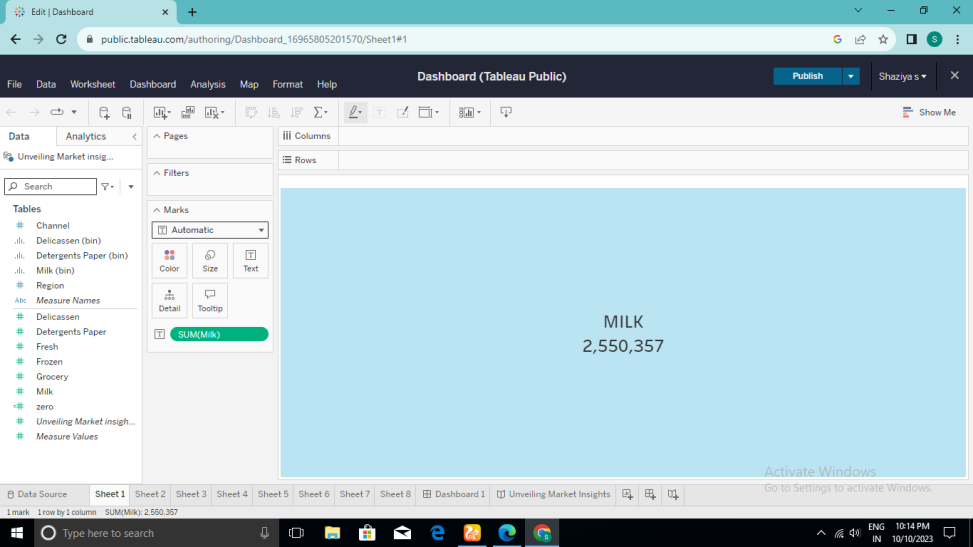 Edit | Dashboard
public.tableau.com/authoring/Dashboard_16965805201570/Sheet1#1
G
S
File Data Worksheet Dashboard Analysis Map Format Help
Dashboard (Tableau Public)
Publish
Shaziya s
Show Me
Data Analytics
Unveiling Market insig...
Search
Tables
# Channel
Delicassen (bin)
Detergents Paper (bin)
Milk (bin)
# Region
Abc Measure Names
# Delicassen
# Detergents Paper
# Fresh
# Frozen
# Grocery
# Milk
=# zero
# Unveiling Market insigh...
# Measure Values
Pages
Filters
Marks
T Automatic
Color Size Text
Detail Tooltip
T SUM(Milk)
Columns
Rows
MILK
2,550,357
Activate Windows
Go to Settings to activate Windows.
Data Source Sheet 1 Sheet 2 Sheet 3 Sheet 4 Sheet 5 Sheet 6 Sheet 7 Sheet 8 Dashboard 1 Unveiling Market Insights
1 mark 1 row by 1 column SUM(Milk): 2,550,357
Type here to search
ENG 10:14 PM
IN 10/10/2023